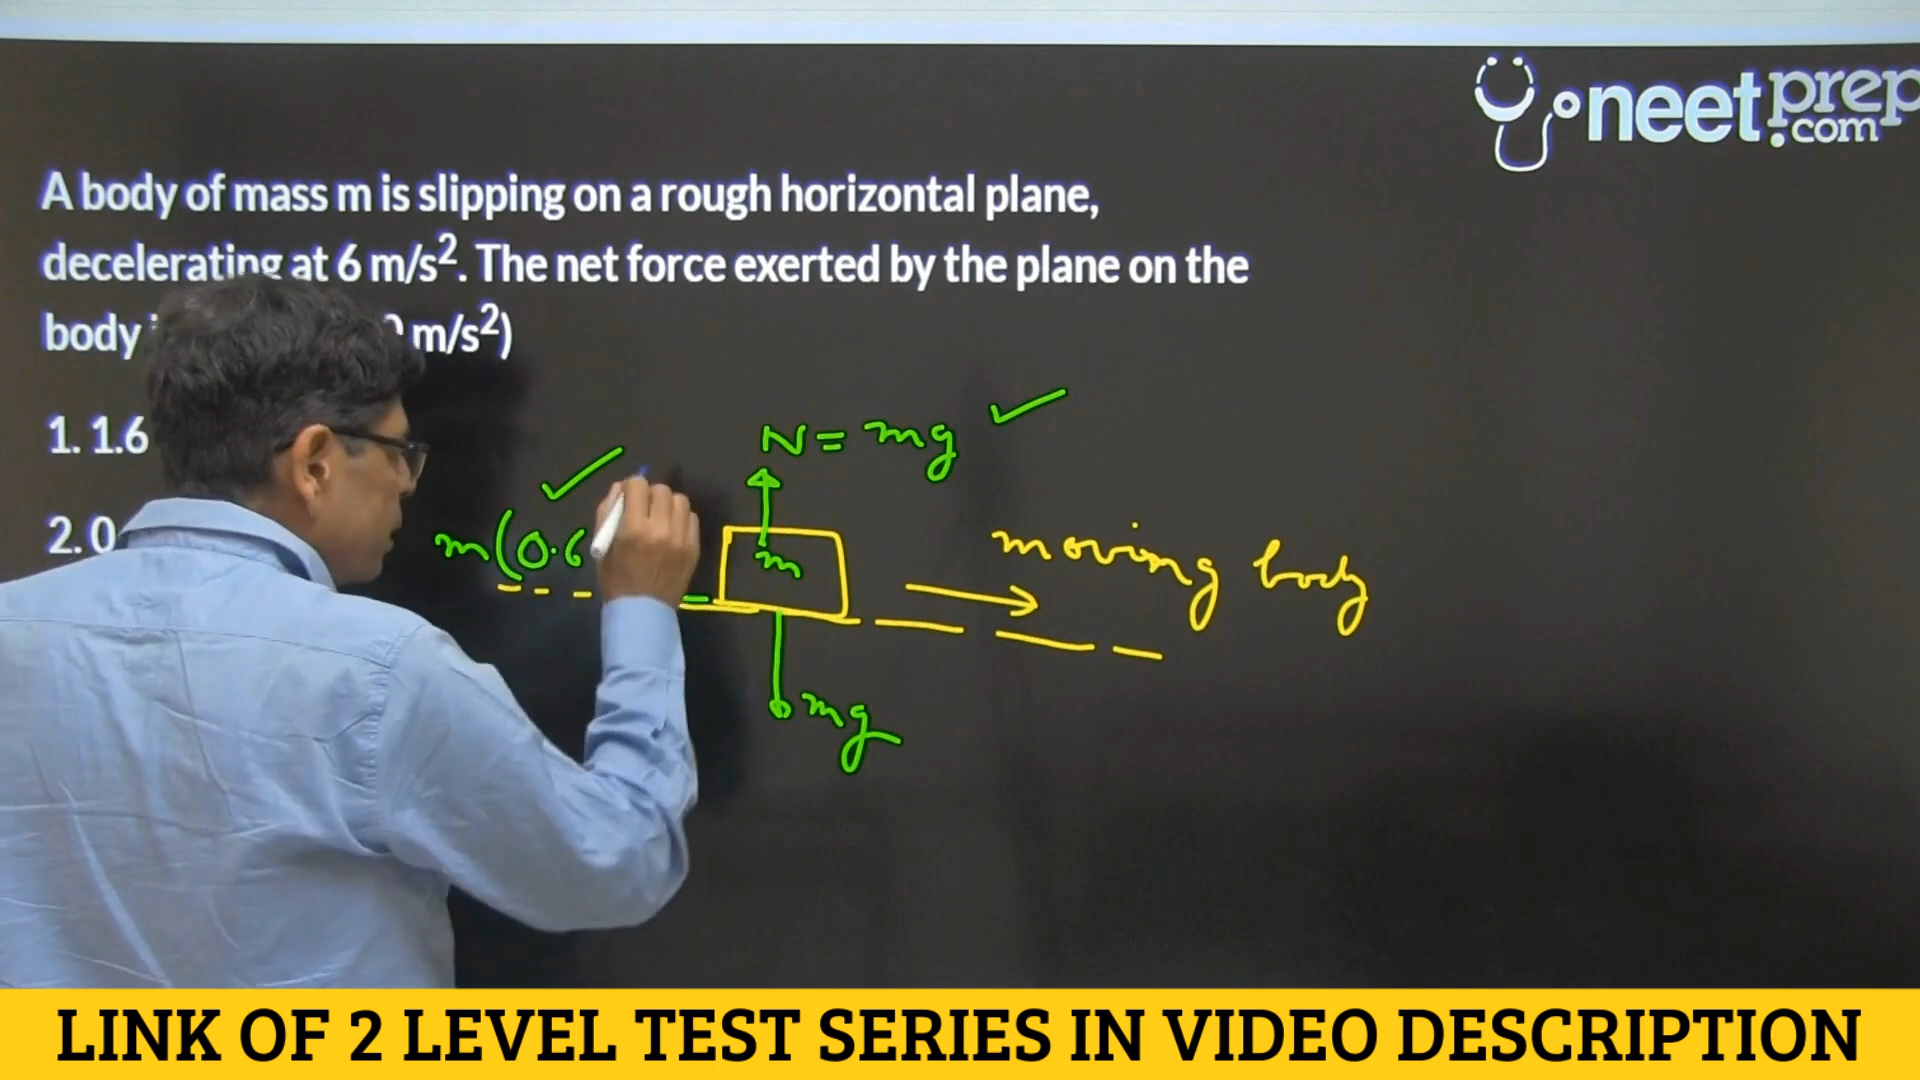 neetprep
.com
A body of mass m is slipping on a rough horizontal plane,
decelerating at 6 m/s². The net force exerted by the plane on the
body m/s²)
1. 1.6
N = mg
2. 0
m(0.6
m
moving body
mg
LINK OF 2 LEVEL TEST SERIES IN VIDEO DESCRIPTION